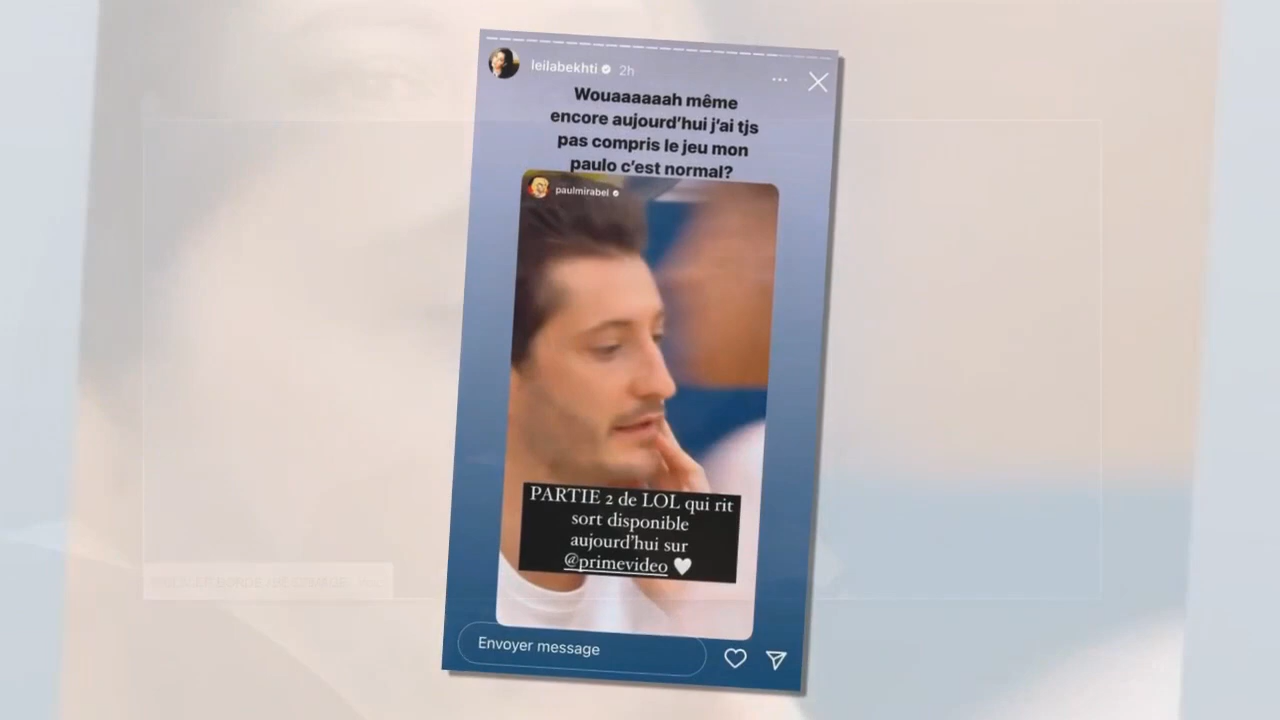 leilabekhti 2h
Wouaaaaaah même
encore aujourd'hui j'ai tjs
pas compris le jeu mon
paulo c'est normal?
paulmirabel
PARTIE 2 de LOL qui rit
sort disponible
aujourd'hui sur
@primevideo
Envoyer message